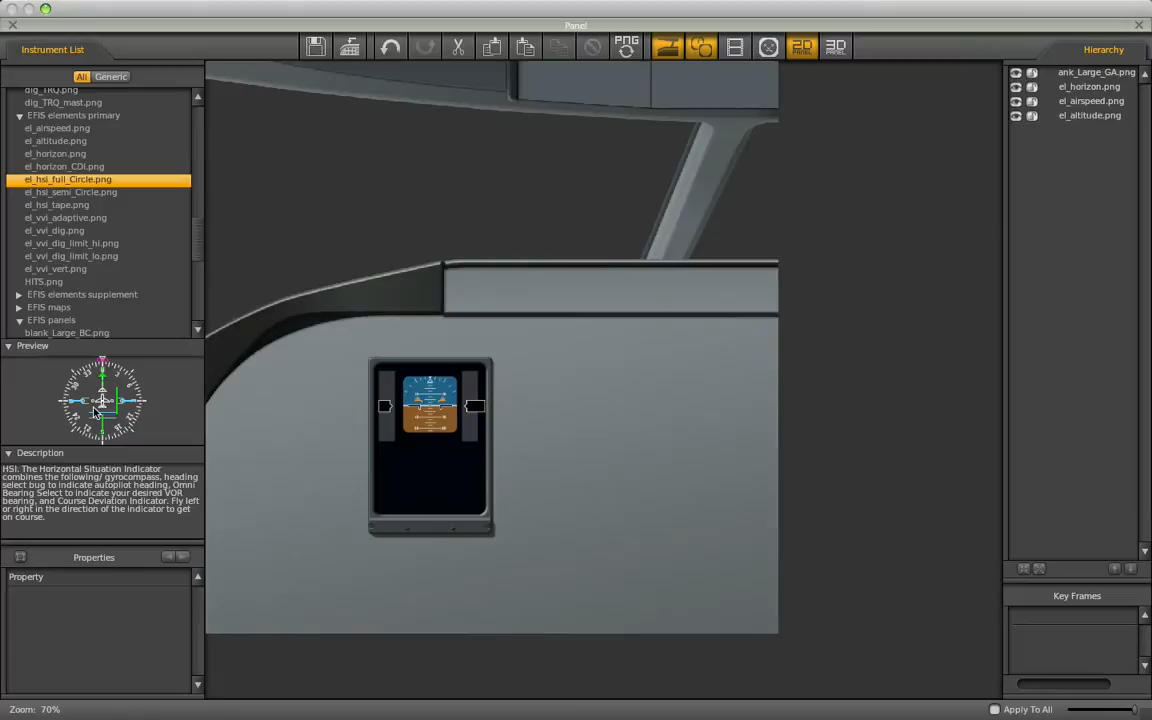 Panel
Instrument List
PNG
2D
PANEL
3D
PANEL
Hierarchy
All
Generic
dig_TRQ.png
dig_TRQ_mast.png
EFIS elements primary
el_airspeed.png
el_altitude.png
el_horizon.png
el_horizon_CDI.png
el_hsi_full_Circle.png
el_hsi_semi_Circle.png
el_hsi_tape.png
el_vvi_adaptive.png
el_vvi_dig.png
el_vvi_dig_limit_hi.png
el_vvi_dig_limit_lo.png
el_vvi_vert.png
HITS.png
EFIS elements supplement
EFIS maps
EFIS panels
blank_Large_BC.png
Preview
Description
HSI. The Horizontal Situation Indicator
combines the following/ gyrocompass, heading
select bug to indicate autopilot heading, Omni
Bearing Select to indicate your desired VOR
bearing, and Course Deviation Indicator. Fly left
or right in the direction of the indicator to get
on course.
Properties
Property
ank_Large_GA.png
el_horizon.png
el_airspeed.png
el_altitude.png
Key Frames
Zoom: 70%
Apply To All